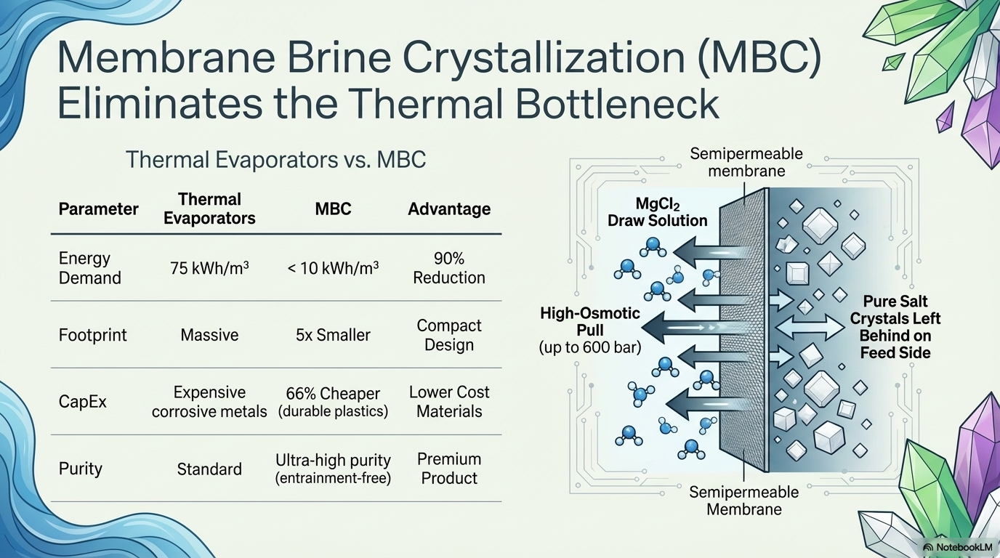 Membrane Brine Crystallization (MBC)
Eliminates the Thermal Bottleneck
Thermal Evaporators vs. MBC
Parameter
Thermal
Evaporators
MBC
Advantage
Energy
Demand
75 kWh/m³
< 10 kWh/m³
90%
Reduction
Footprint
Massive
5x Smaller
Compact
Design
CapEx
Expensive
corrosive metals
66% Cheaper
(durable plastics)
Lower Cost
Materials
Purity
Standard
Ultra-high purity
(entrainment-free)
Premium
Product
Semipermeable
membrane
MgCl₂
Draw Solution
High-Osmotic
Pull
(up to 600 bar)
Pure Salt
Crystals Left
Behind on
Feed Side
Semipermeable
Membrane
NotebookLM